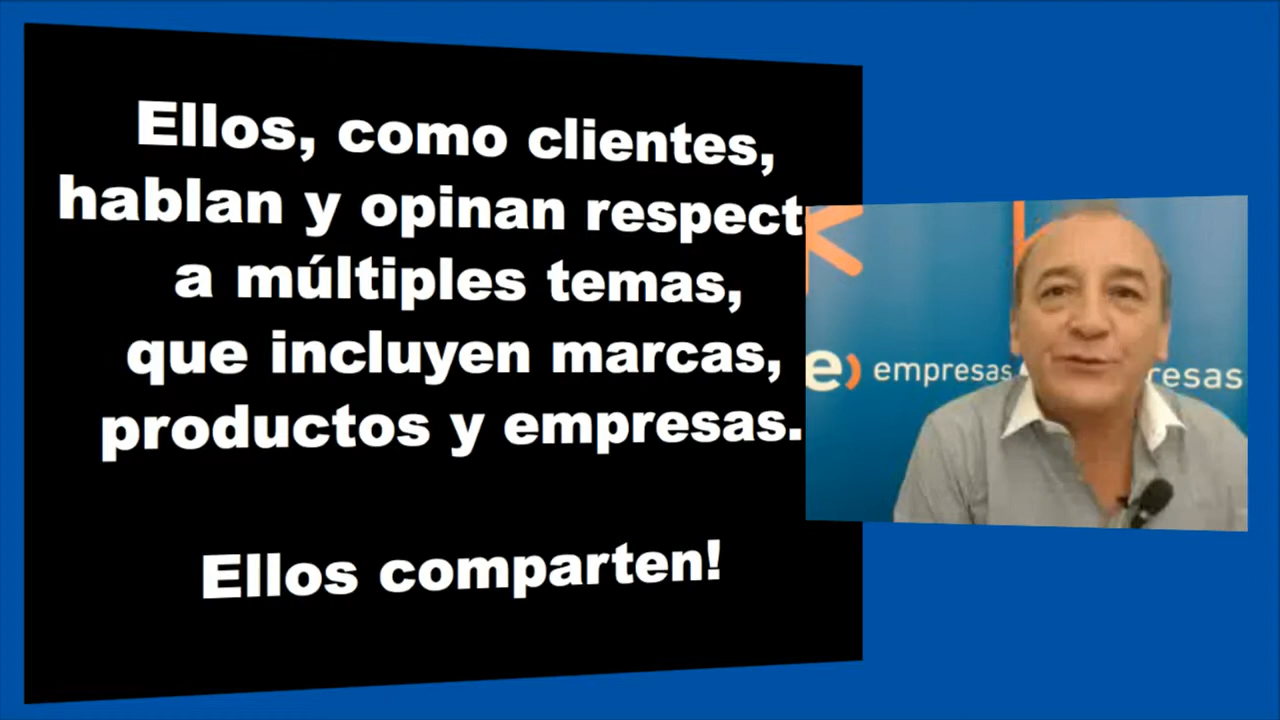 Ellos, como clientes,
hablan y opinan respect
a múltiples temas,
que incluyen marcas,
productos y empresas.
Ellos comparten!
e) empresas
resas